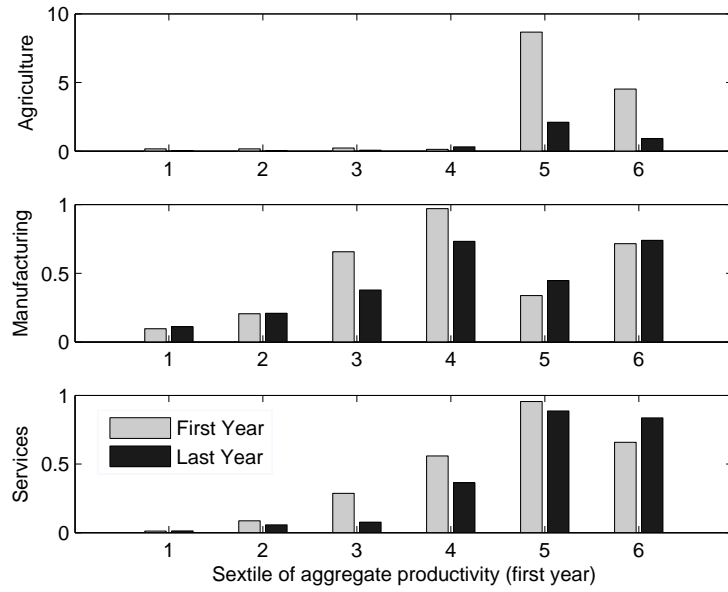 10
5
0
Agriculture
1 2 3 4 5 6
1
0.5
0
Manufacturing
1 2 3 4 5 6
1
0.5
0
Services
First Year
Last Year
1 2 3 4 5 6
Sextile of aggregate productivity (first year)